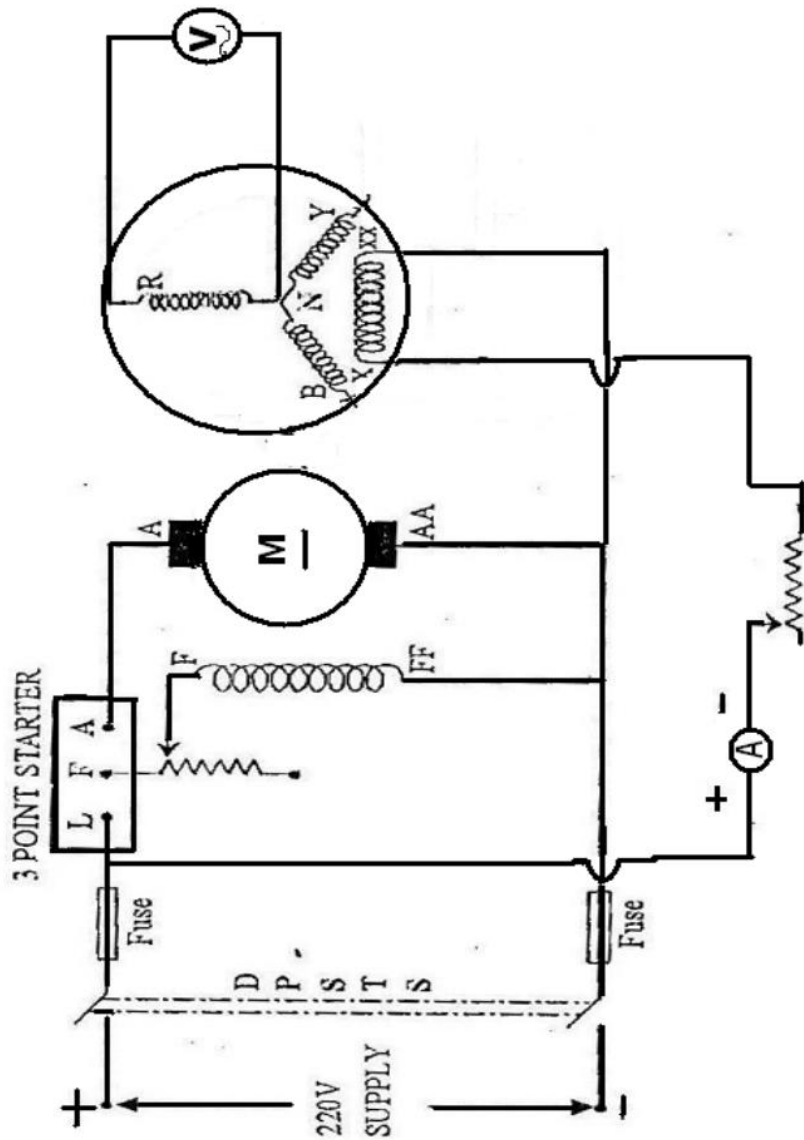 3 POINT STARTER
L F A
A
F
FF
M
AA
R
N
Y
B
X
XX
V
+
220V
SUPPLY
-
D
P
S
T
S
Fuse
Fuse
+
A
-